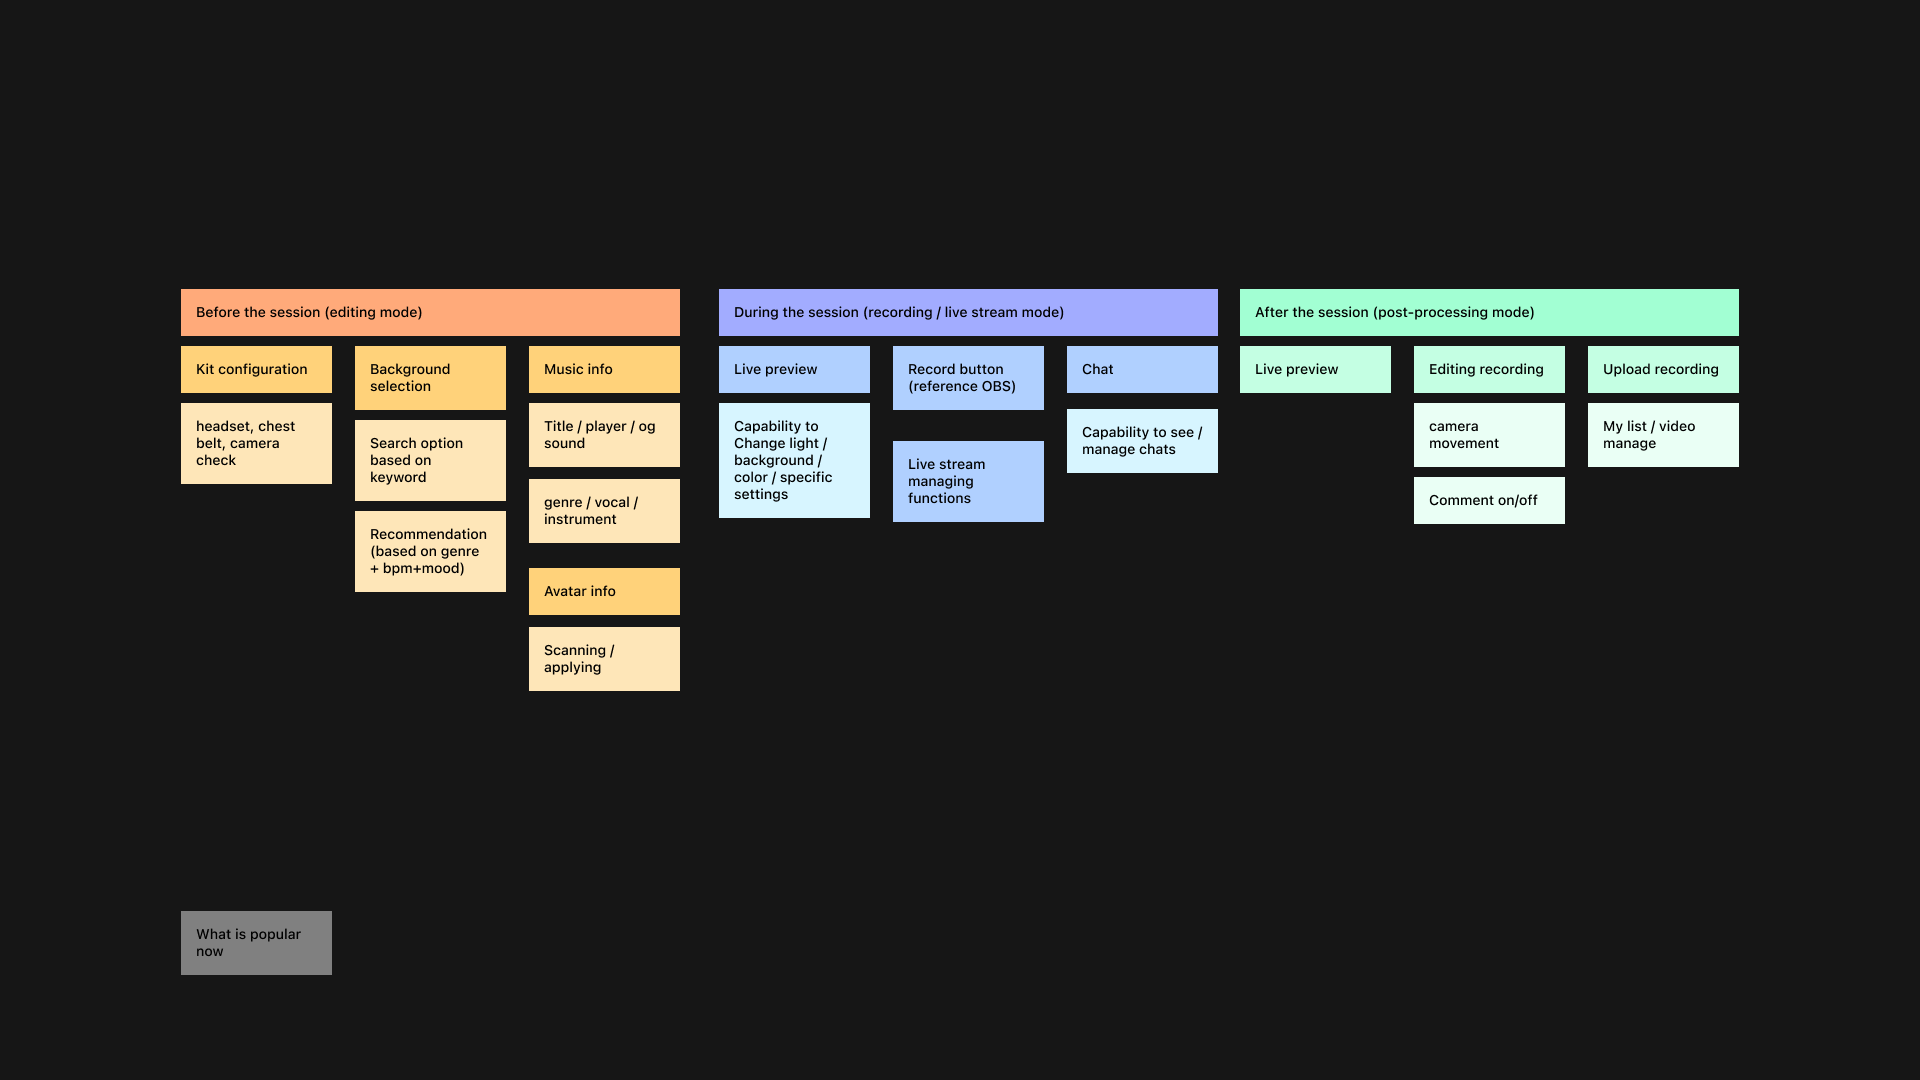 Before the session (editing mode)
Kit configuration
headset, chest
belt, camera
check
Background
selection
Search option
based on
keyword
Recommendation
(based on genre
+ bpm+mood)
Music info
Title / player / og
sound
genre / vocal /
instrument
Avatar info
Scanning /
applying
During the session (recording / live stream mode)
Live preview
Capability to
Change light /
background /
color / specific
settings
Record button
(reference OBS)
Live stream
managing
functions
Chat
Capability to see /
manage chats
After the session (post-processing mode)
Live preview
Editing recording
camera
movement
Comment on/off
Upload recording
My list / video
manage
What is popular
now